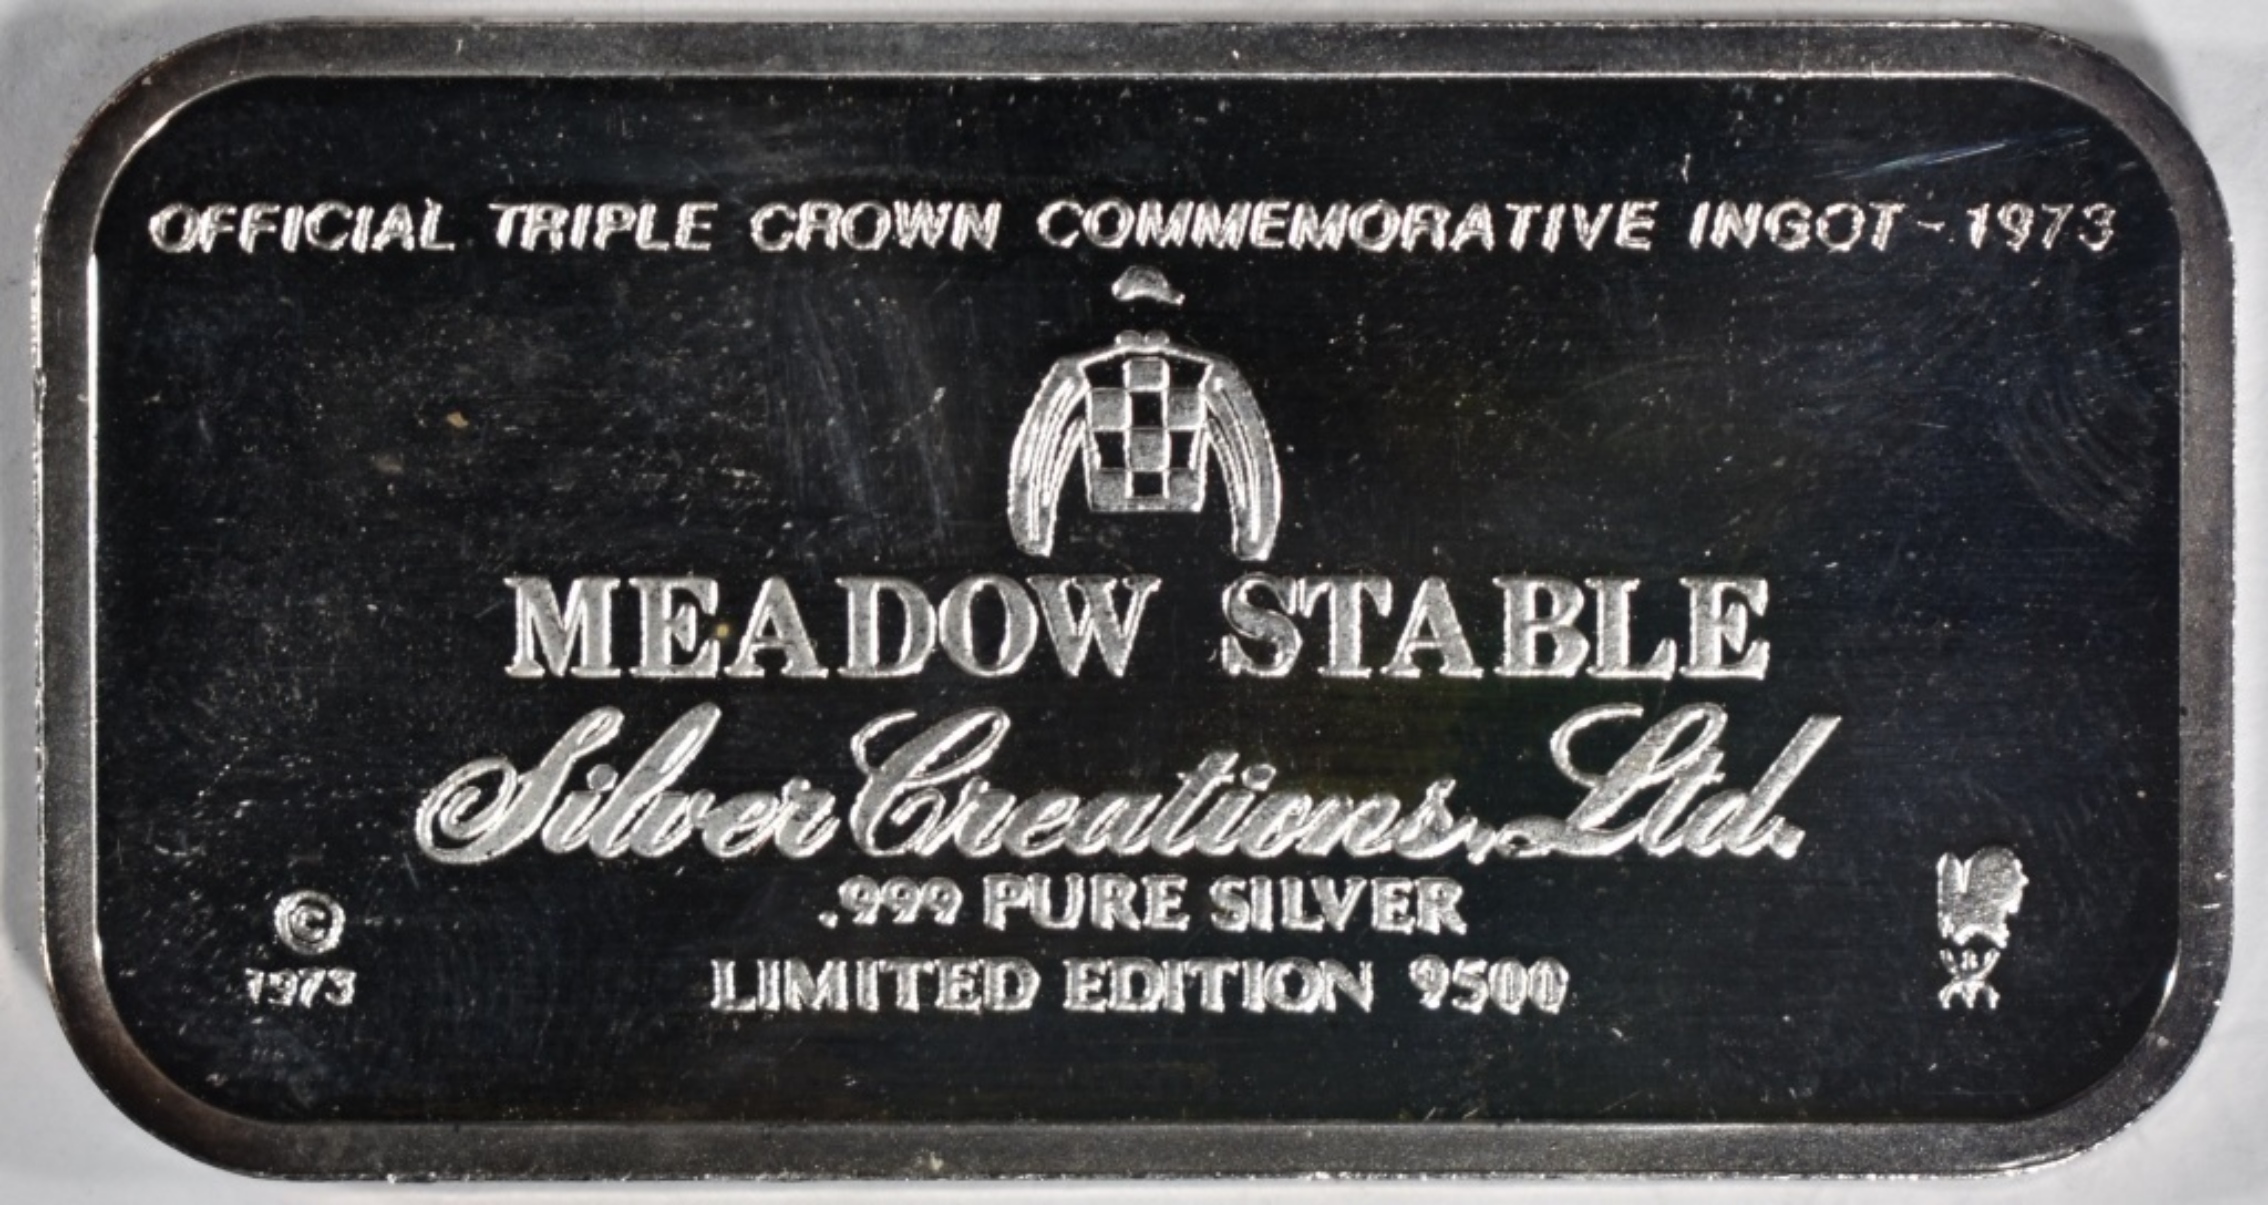 OFFICIAL TRIPLE CROWN COMMEMORATIVE INGOT - 1973
MEADOW STABLE
Silver Creations, Ltd.
.999 PURE SILVER
LIMITED EDITION 9500
©
1973